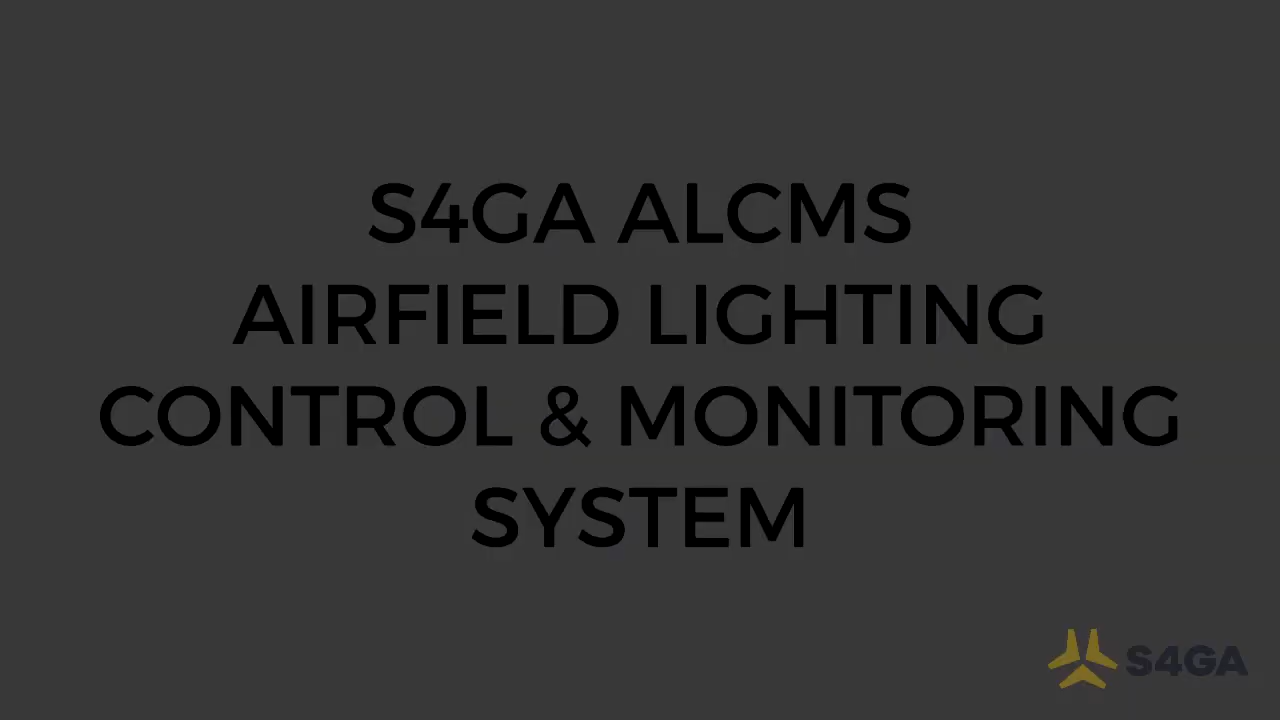 S4GA ALCMS
AIRFIELD LIGHTING
CONTROL & MONITORING
SYSTEM
S4GA